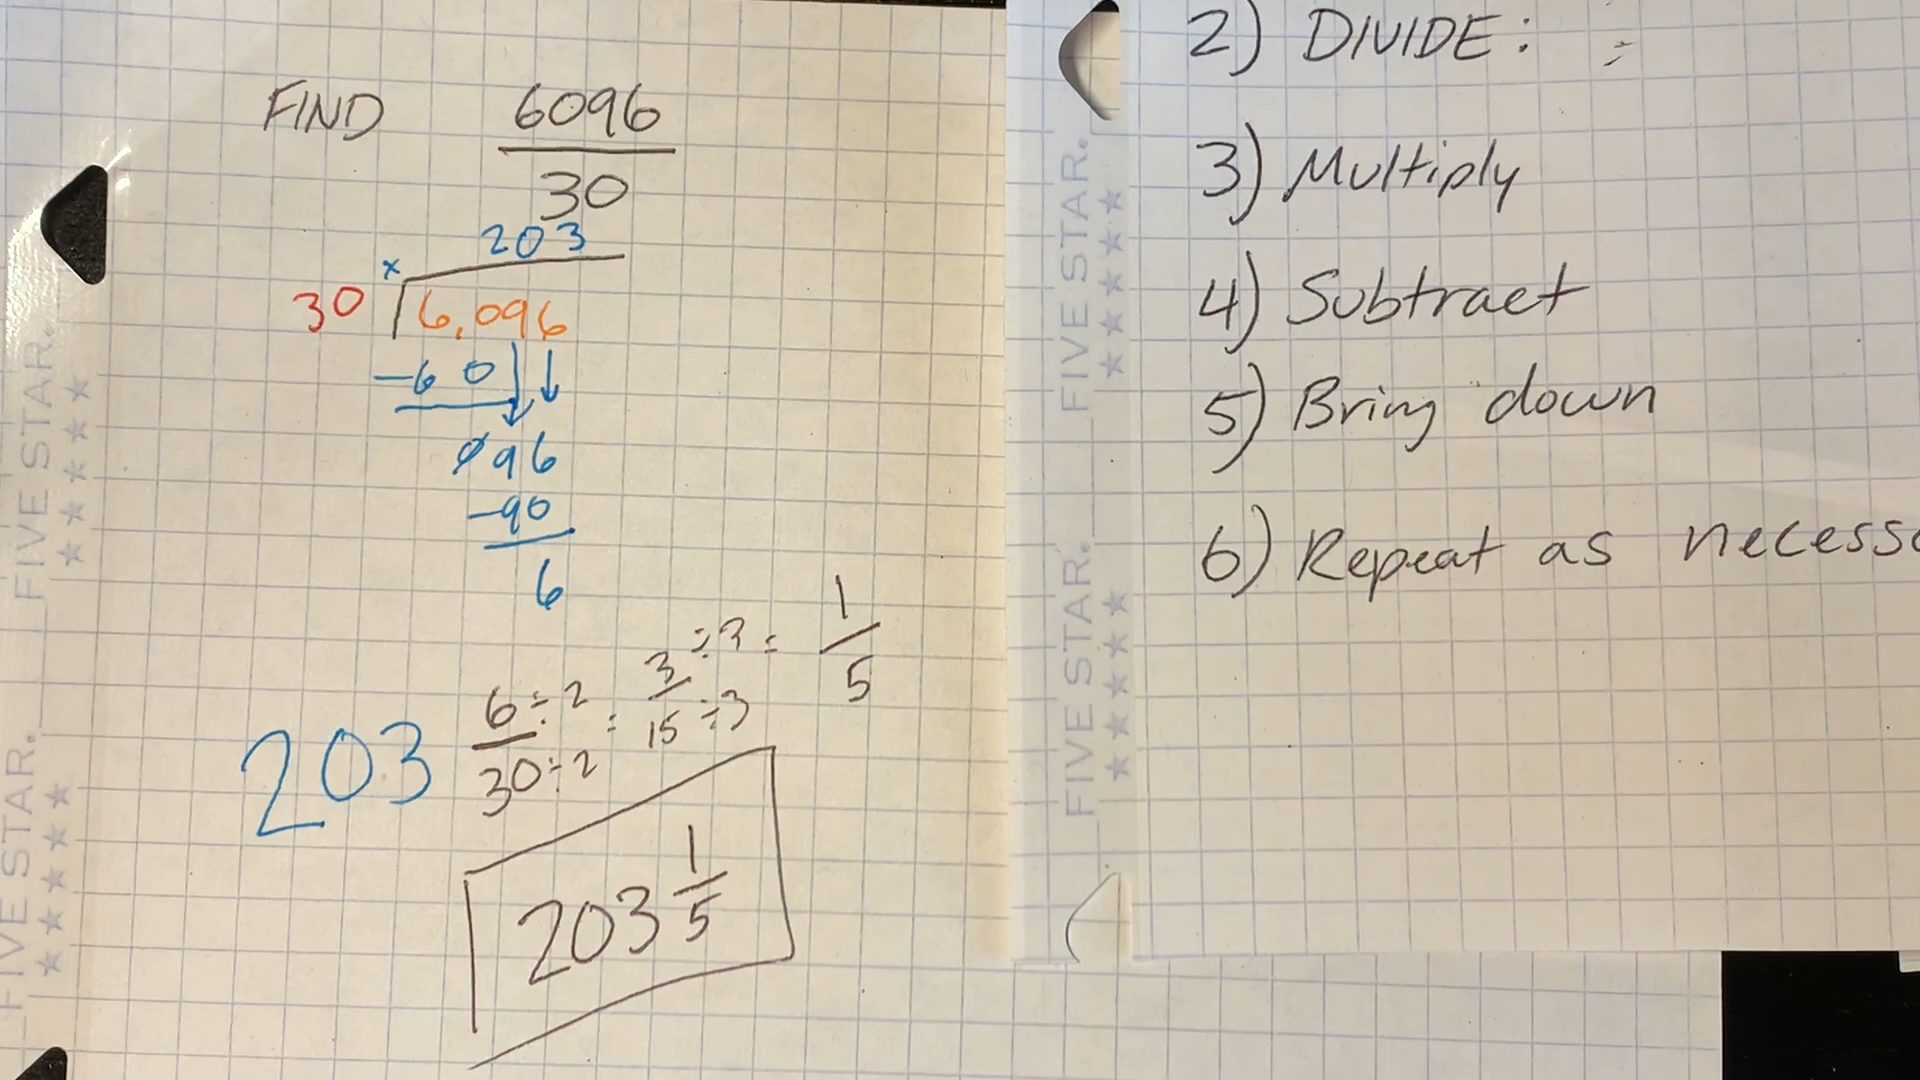 FIND 6096
30
203
x
30 6,096
-60
096
-90
6
203 6÷2 = 3÷3 = 1
30÷2 15÷3 5
203 1
5
FIVE STAR.
FIVE STAR.
2) DIVIDE: ÷
3) Multiply
4) Subtract
5) Bring down
6) Repeat as
FIVE STAR.
FIVE STAR.